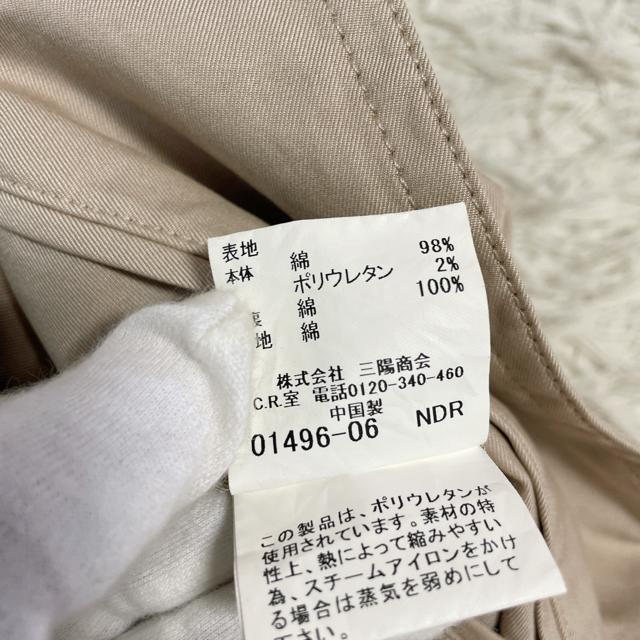 表地 綿 98%
本体 ポリウレタン 2%
綿 100%
裏地 綿
株式会社 三陽商会
C.R.室 電話0120-340-460
中国製
01496-06 NDR
この製品は、ポリウレタンが
使用されています。素材の特
性上、熱によって縮みやすい
為、スチームアイロンをかけ
る場合は蒸気を弱めにして
下さい。